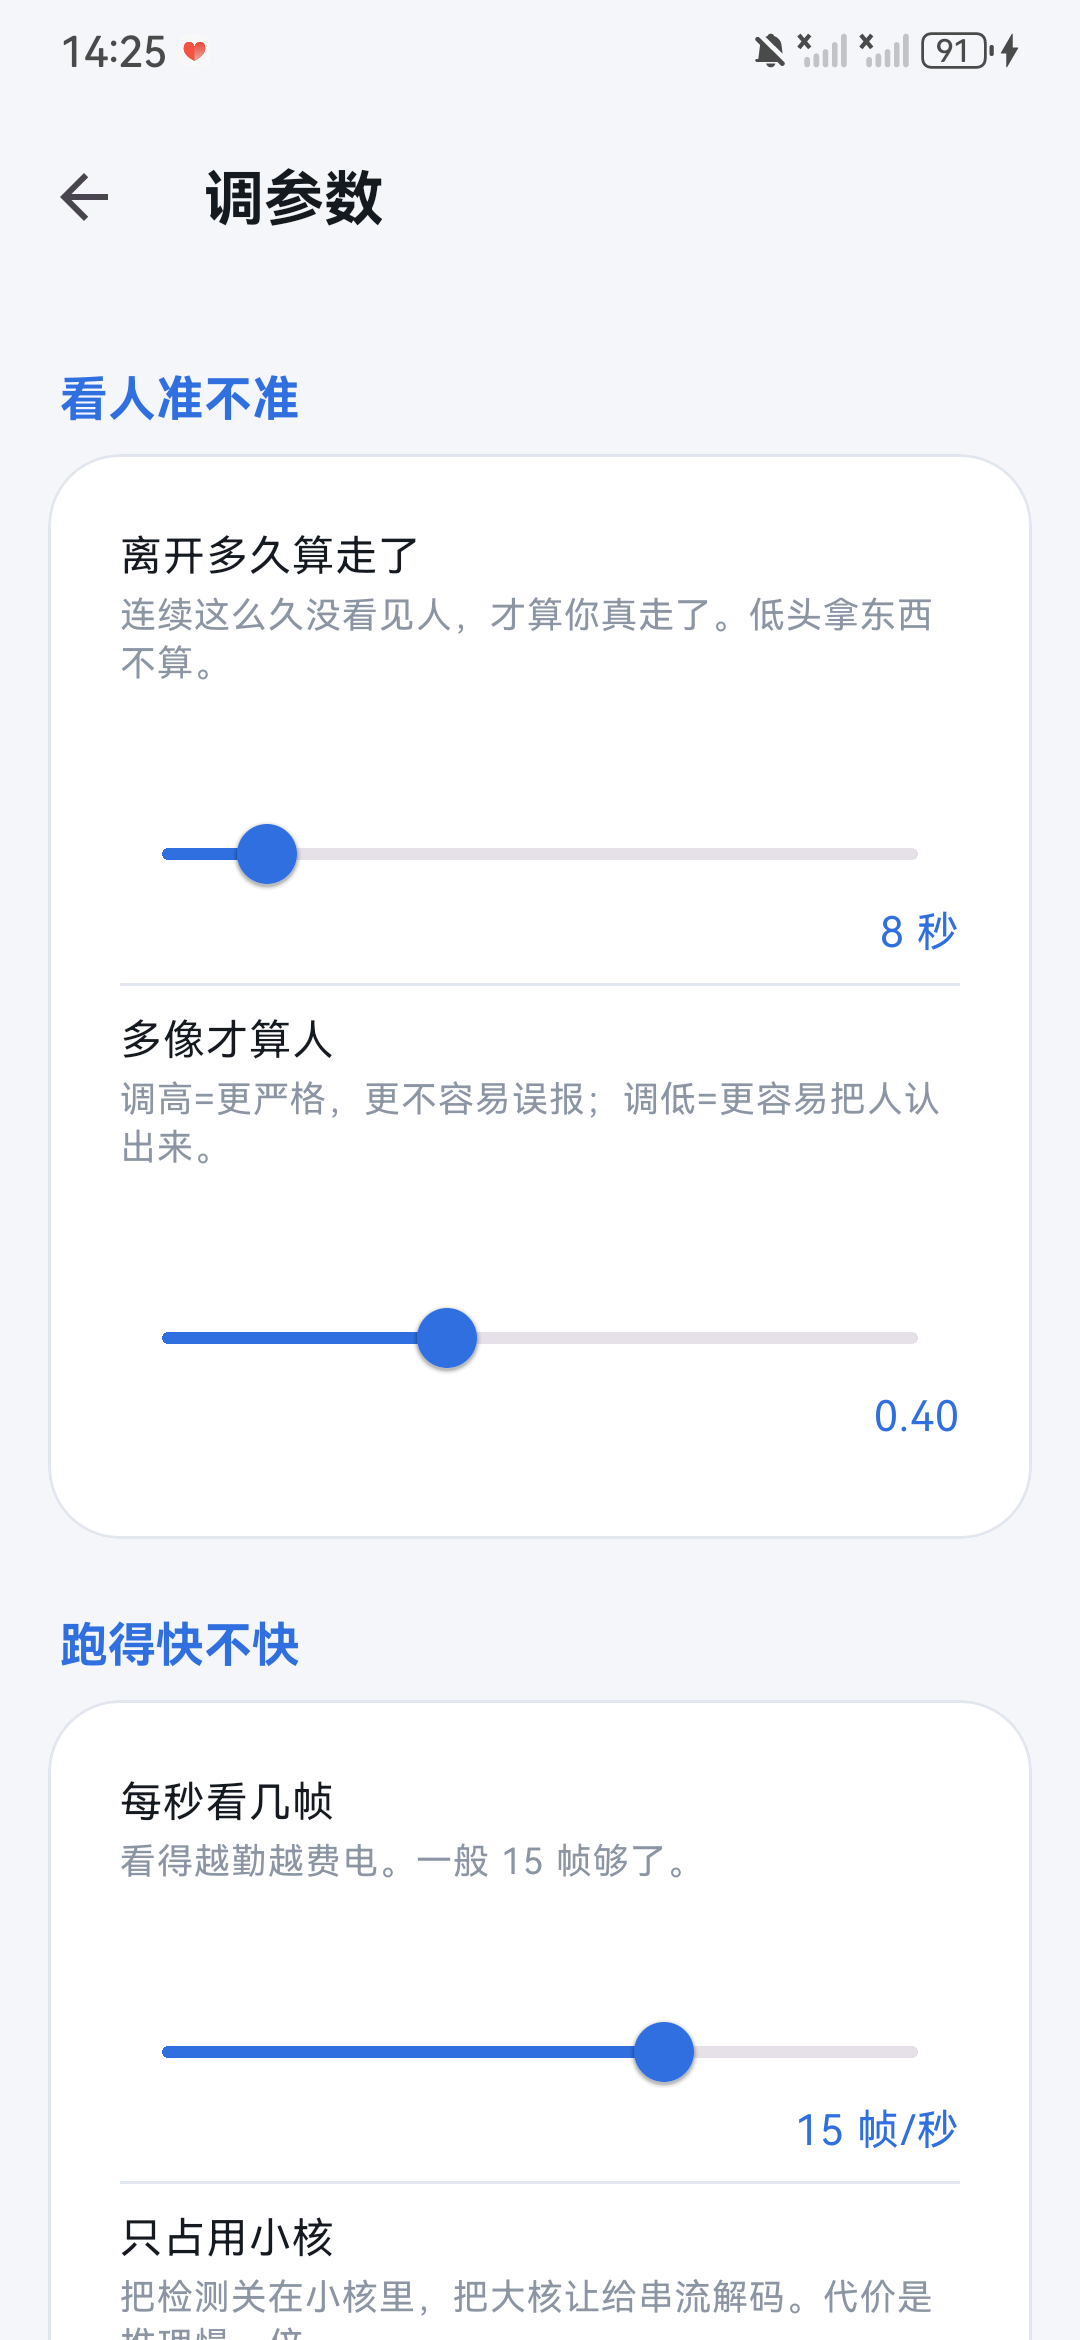 14:25
91
调参数
看人准不准
离开多久算走了
连续这么久没看见人，才算你真走了。低头拿东西
不算。
8 秒
多像才算人
调高=更严格，更不容易误报；调低=更容易把人认
出来。
0.40
跑得快不快
每秒看几帧
看得越勤越费电。一般 15 帧够了。
15 帧/秒
只占用小核
把检测关在小核里，把大核让给串流解码。代价是